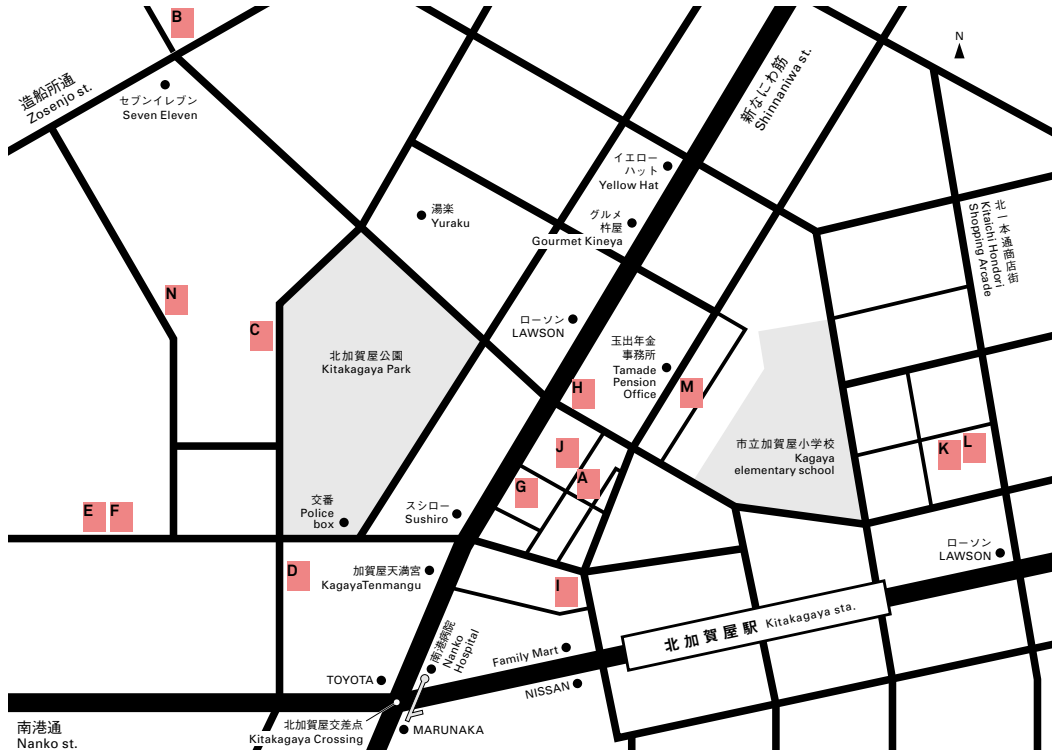 B
N
造船所通
Zosenjo st.
セブンイレブン
Seven Eleven
新なにわ筋
Shinnaniwa st.
イエロー
ハット
Yellow Hat
湯楽
Yuraku
グルメ
杵屋
Gourmet Kineya
北一本通商店街
Kitaichi Hondori
Shopping Arcade
N
C
ローソン
LAWSON
北加賀屋公園
Kitakagaya Park
玉出年金
事務所
Tamade
Pension
Office
H
M
市立加賀屋小学校
Kagaya
elementary school
J
K
L
A
G
E
F
交番
Police
box
スシロー
Sushiro
ローソン
LAWSON
D
加賀屋天満宮
KagayaTenmangu
I
北加賀屋駅 Kitakagaya sta.
南港病院
Nanko
Hospital
Family Mart
TOYOTA
NISSAN
南港通
Nanko st.
北加賀屋交差点
Kitakagaya Crossing
MARUNAKA